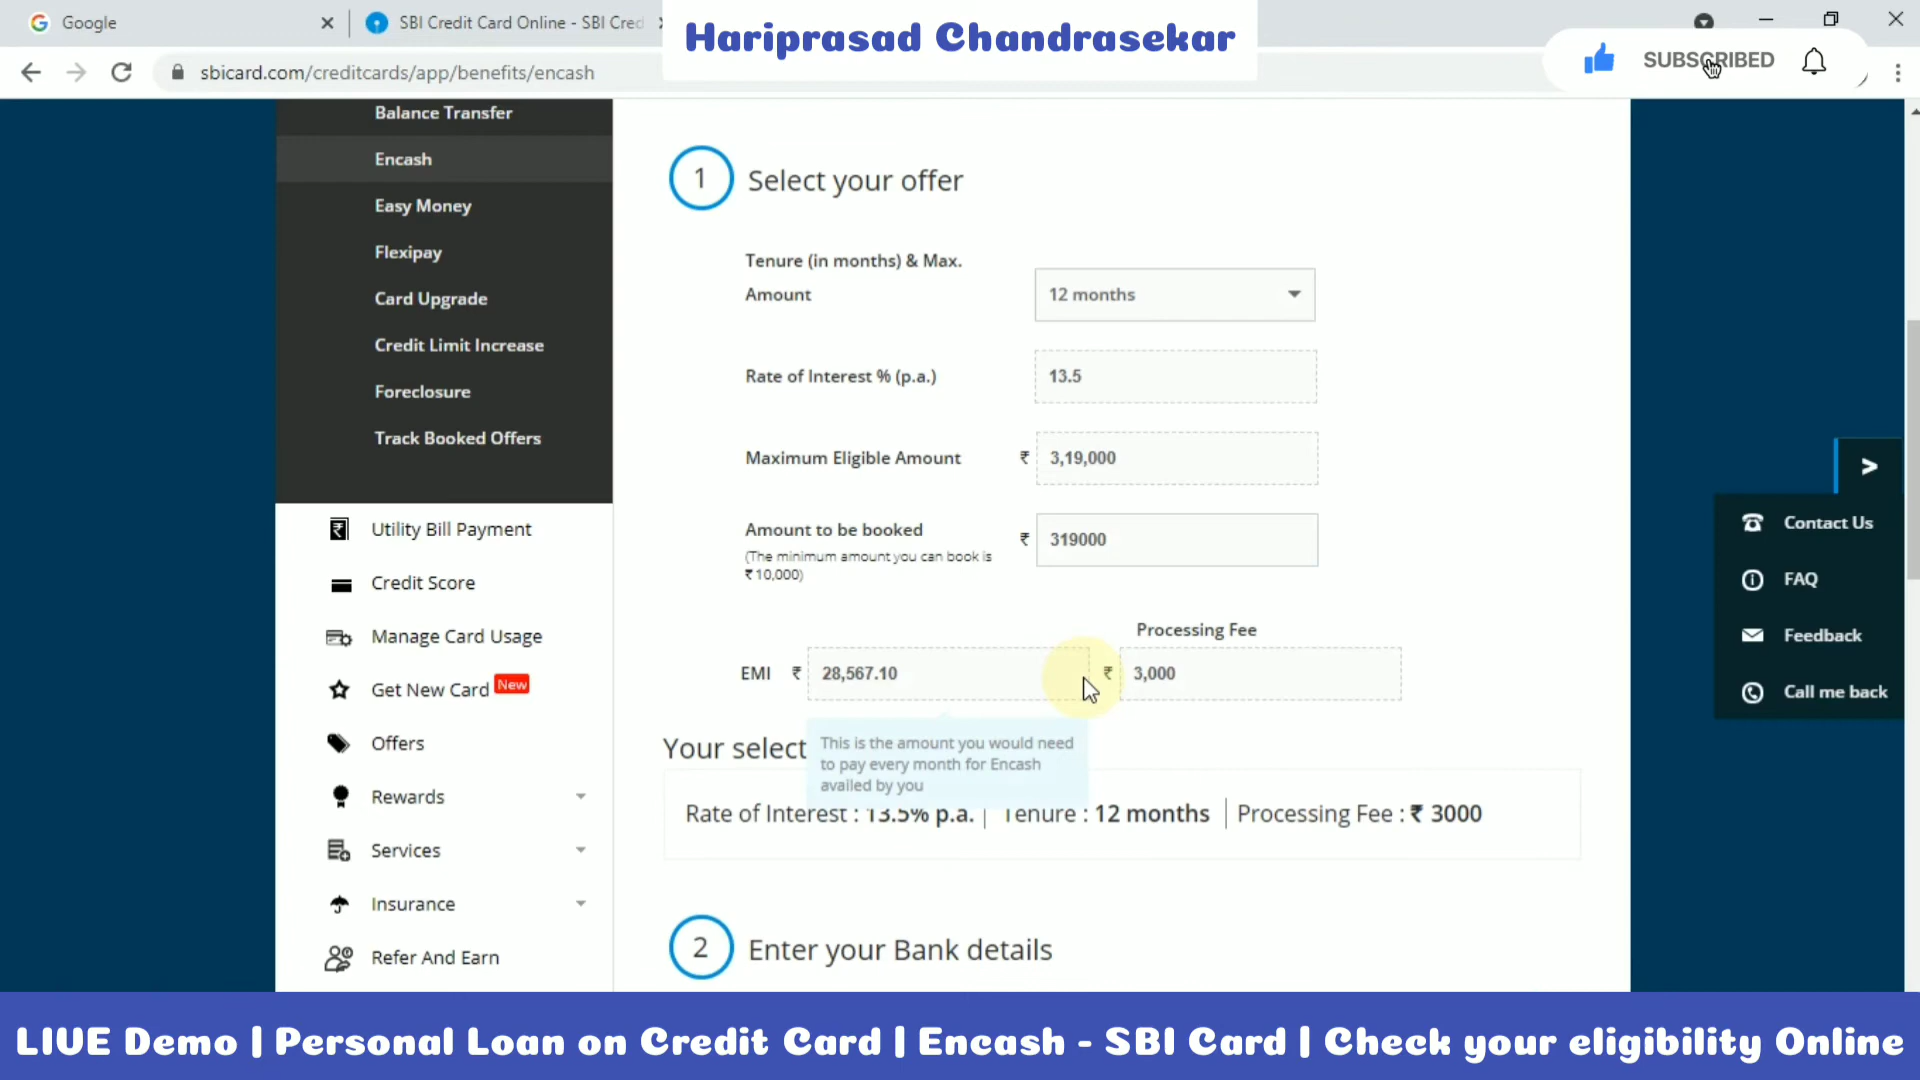 Google
SBI Credit Card Online - SBI Cred
Hariprasad Chandrasekar
sbicard.com/creditcards/app/benefits/encash
SUBSCRIBED
Balance Transfer
Encash
Easy Money
Flexipay
Card Upgrade
Credit Limit Increase
Foreclosure
Track Booked Offers
Utility Bill Payment
Credit Score
Manage Card Usage
Get New Card New
Offers
Rewards
Services
Insurance
Refer And Earn
1 Select your offer
Tenure (in months) & Max.
Amount
12 months
Rate of Interest % (p.a.) 13.5
Maximum Eligible Amount ₹ 3,19,000
Amount to be booked ₹ 319000
(The minimum amount you can book is
₹ 10,000)
Processing Fee
EMI ₹ 28,567.10 ₹ 3,000
Your select
This is the amount you would need
to pay every month for Encash
availed by you
Rate of Interest : 13.5% p.a. | Tenure : 12 months | Processing Fee : ₹ 3000
2 Enter your Bank details
>
Contact Us
FAQ
Feedback
Call me back
LIVE Demo | Personal Loan on Credit Card | Encash - SBI Card | Check your eligibility Online